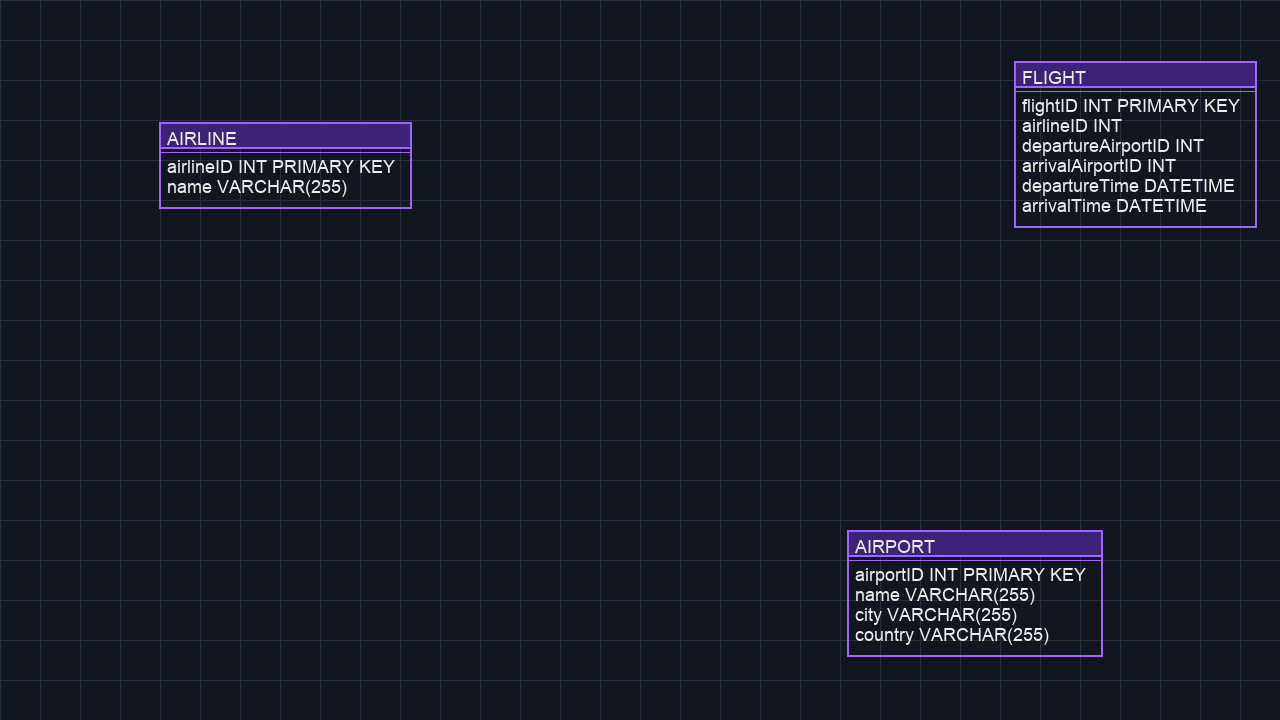 AIRLINE
airlineID INT PRIMARY KEY
name VARCHAR(255)
FLIGHT
flightID INT PRIMARY KEY
airlineID INT
departureAirportID INT
arrivalAirportID INT
departureTime DATETIME
arrivalTime DATETIME
AIRPORT
airportID INT PRIMARY KEY
name VARCHAR(255)
city VARCHAR(255)
country VARCHAR(255)